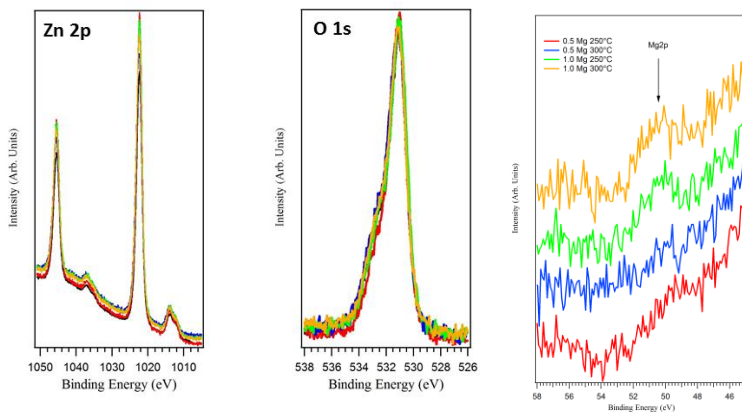 Zn 2p
Intensity (Arb. Units)
1050 1040 1030 1020 1010
Binding Energy (eV)
O 1s
Intensity (Arb. Units)
538 536 534 532 530 528 526
Binding Energy (eV)
0.5 Mg 250°C
0.5 Mg 300°C
1.0 Mg 250°C
1.0 Mg 300°C
Mg2p
Intensity (Arb. Units)
58 56 54 52 50 48 46
Binding Energy (eV)